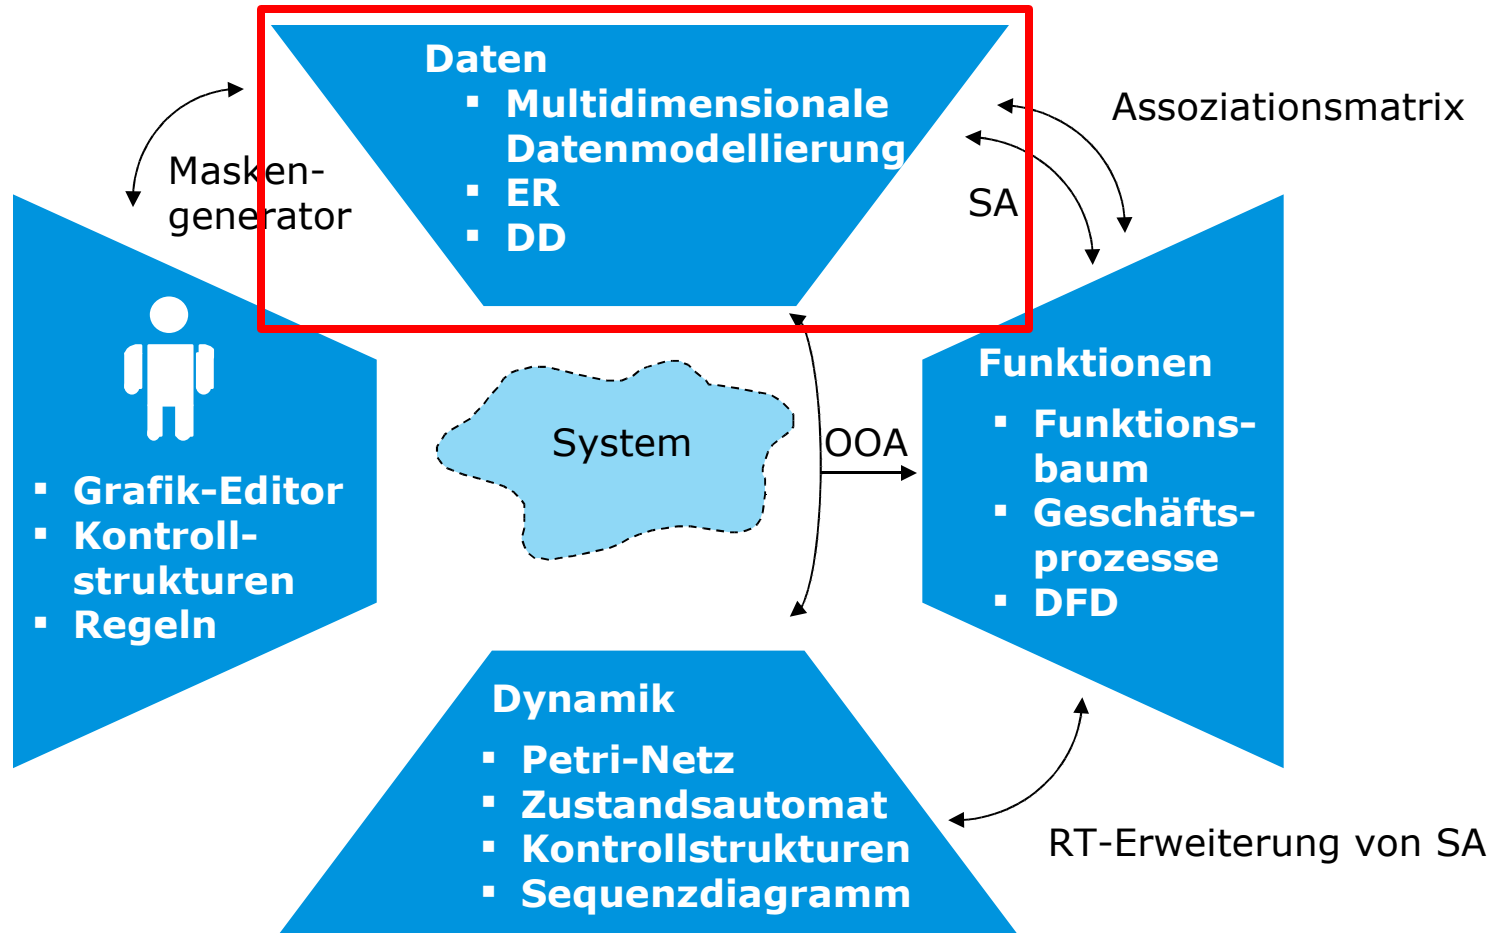 Daten
▪ Multidimensionale
Datenmodellierung
▪ ER
▪ DD
Assoziationsmatrix
SA
Masken-
generator
▪ Grafik-Editor
▪ Kontroll-
strukturen
▪ Regeln
System
OOA
Funktionen
▪ Funktions-
baum
▪ Geschäfts-
prozesse
▪ DFD
Dynamik
▪ Petri-Netz
▪ Zustandsautomat
▪ Kontrollstrukturen
▪ Sequenzdiagramm
RT-Erweiterung von SA